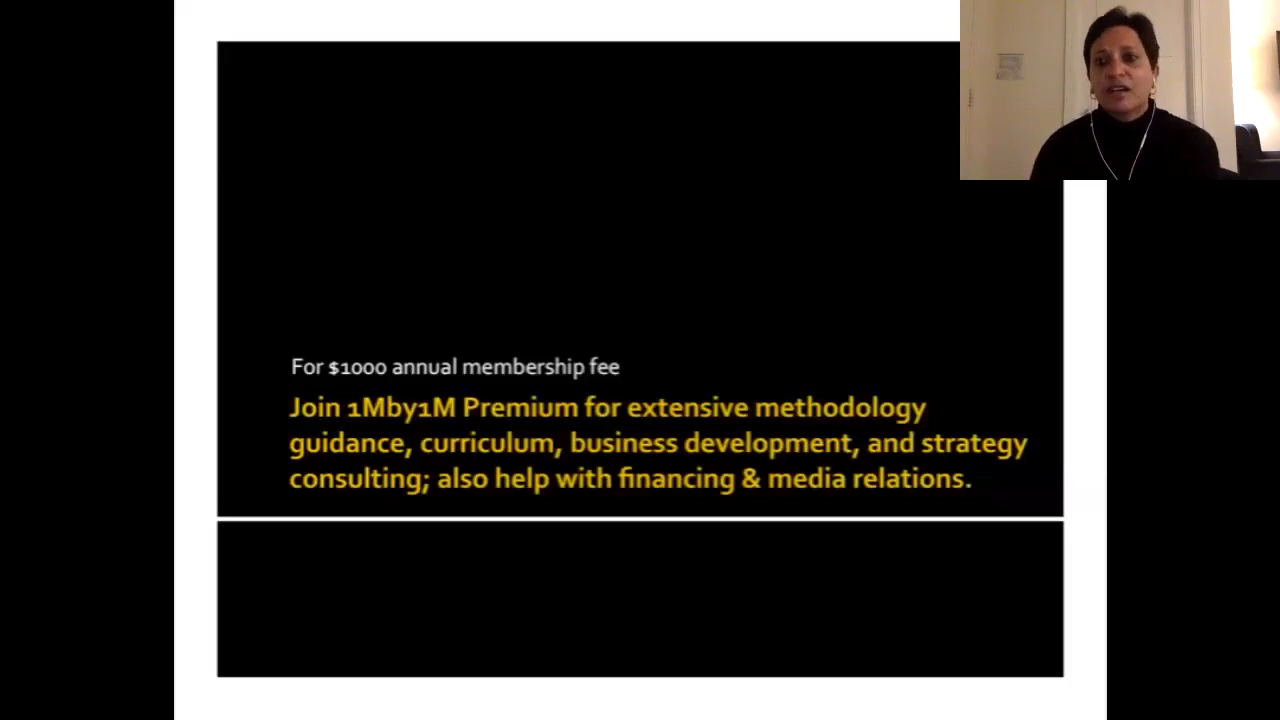 For $1000 annual membership fee
Join 1Mby1M Premium for extensive methodology
guidance, curriculum, business development, and strategy
consulting; also help with financing & media relations.